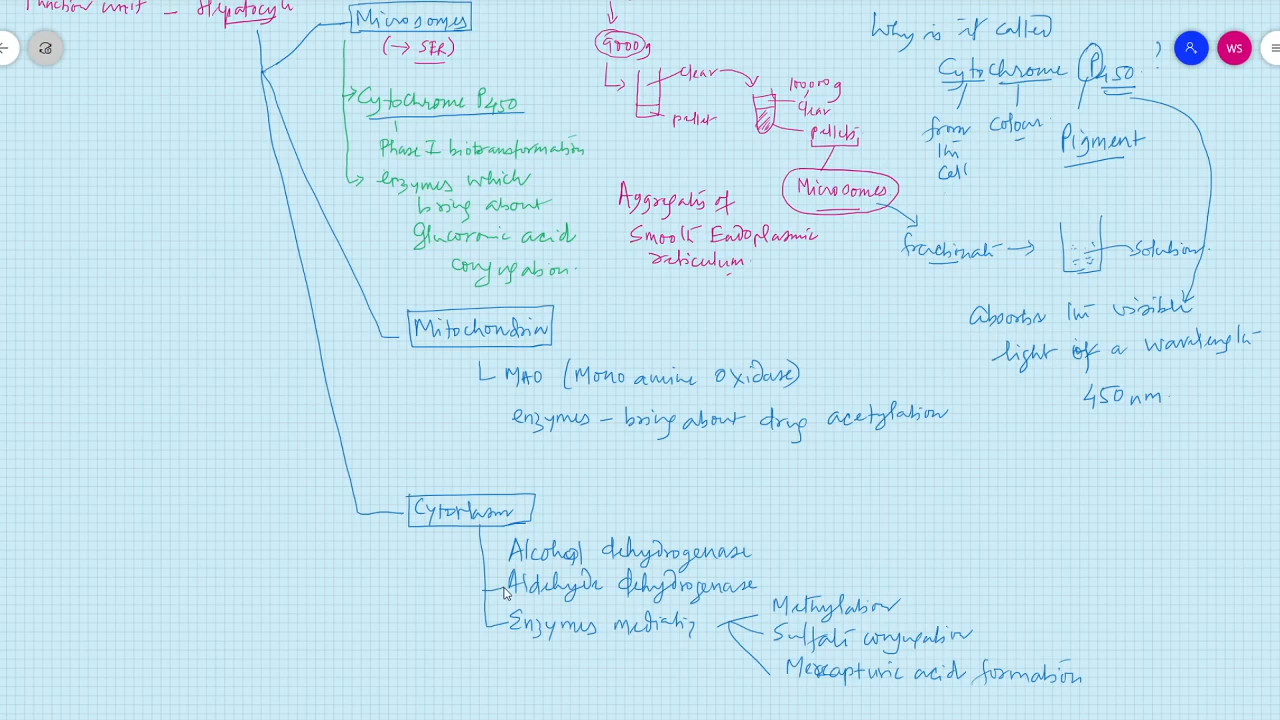 Function unit - Hepatocyte
Microsomes
(→ SER)
Cytochrome P450
Phase I biotransformation
enzymes which
bring about
Glucoronic acid
conjugation.
9000g
clear
pellet
100000g
clear
pellets
Microsomes
Aggregates of
Smooth Endoplasmic
reticulum.
Why is it called
Cytochrome P450 ?
from
the
cell
colour
Pigment
fractionate →
Solution
absorbs the visible
light of a wavelength
450 nm.
Mitochondria
MAO (Mono amine Oxidase)
enzymes - bring about drug acetylation
Cytoplasm
Alcohol dehydrogenase
Aldehyde dehydrogenase
Enzymes mediating
Methylation
Sulfate conjugation
Mercapturic acid formation
WS